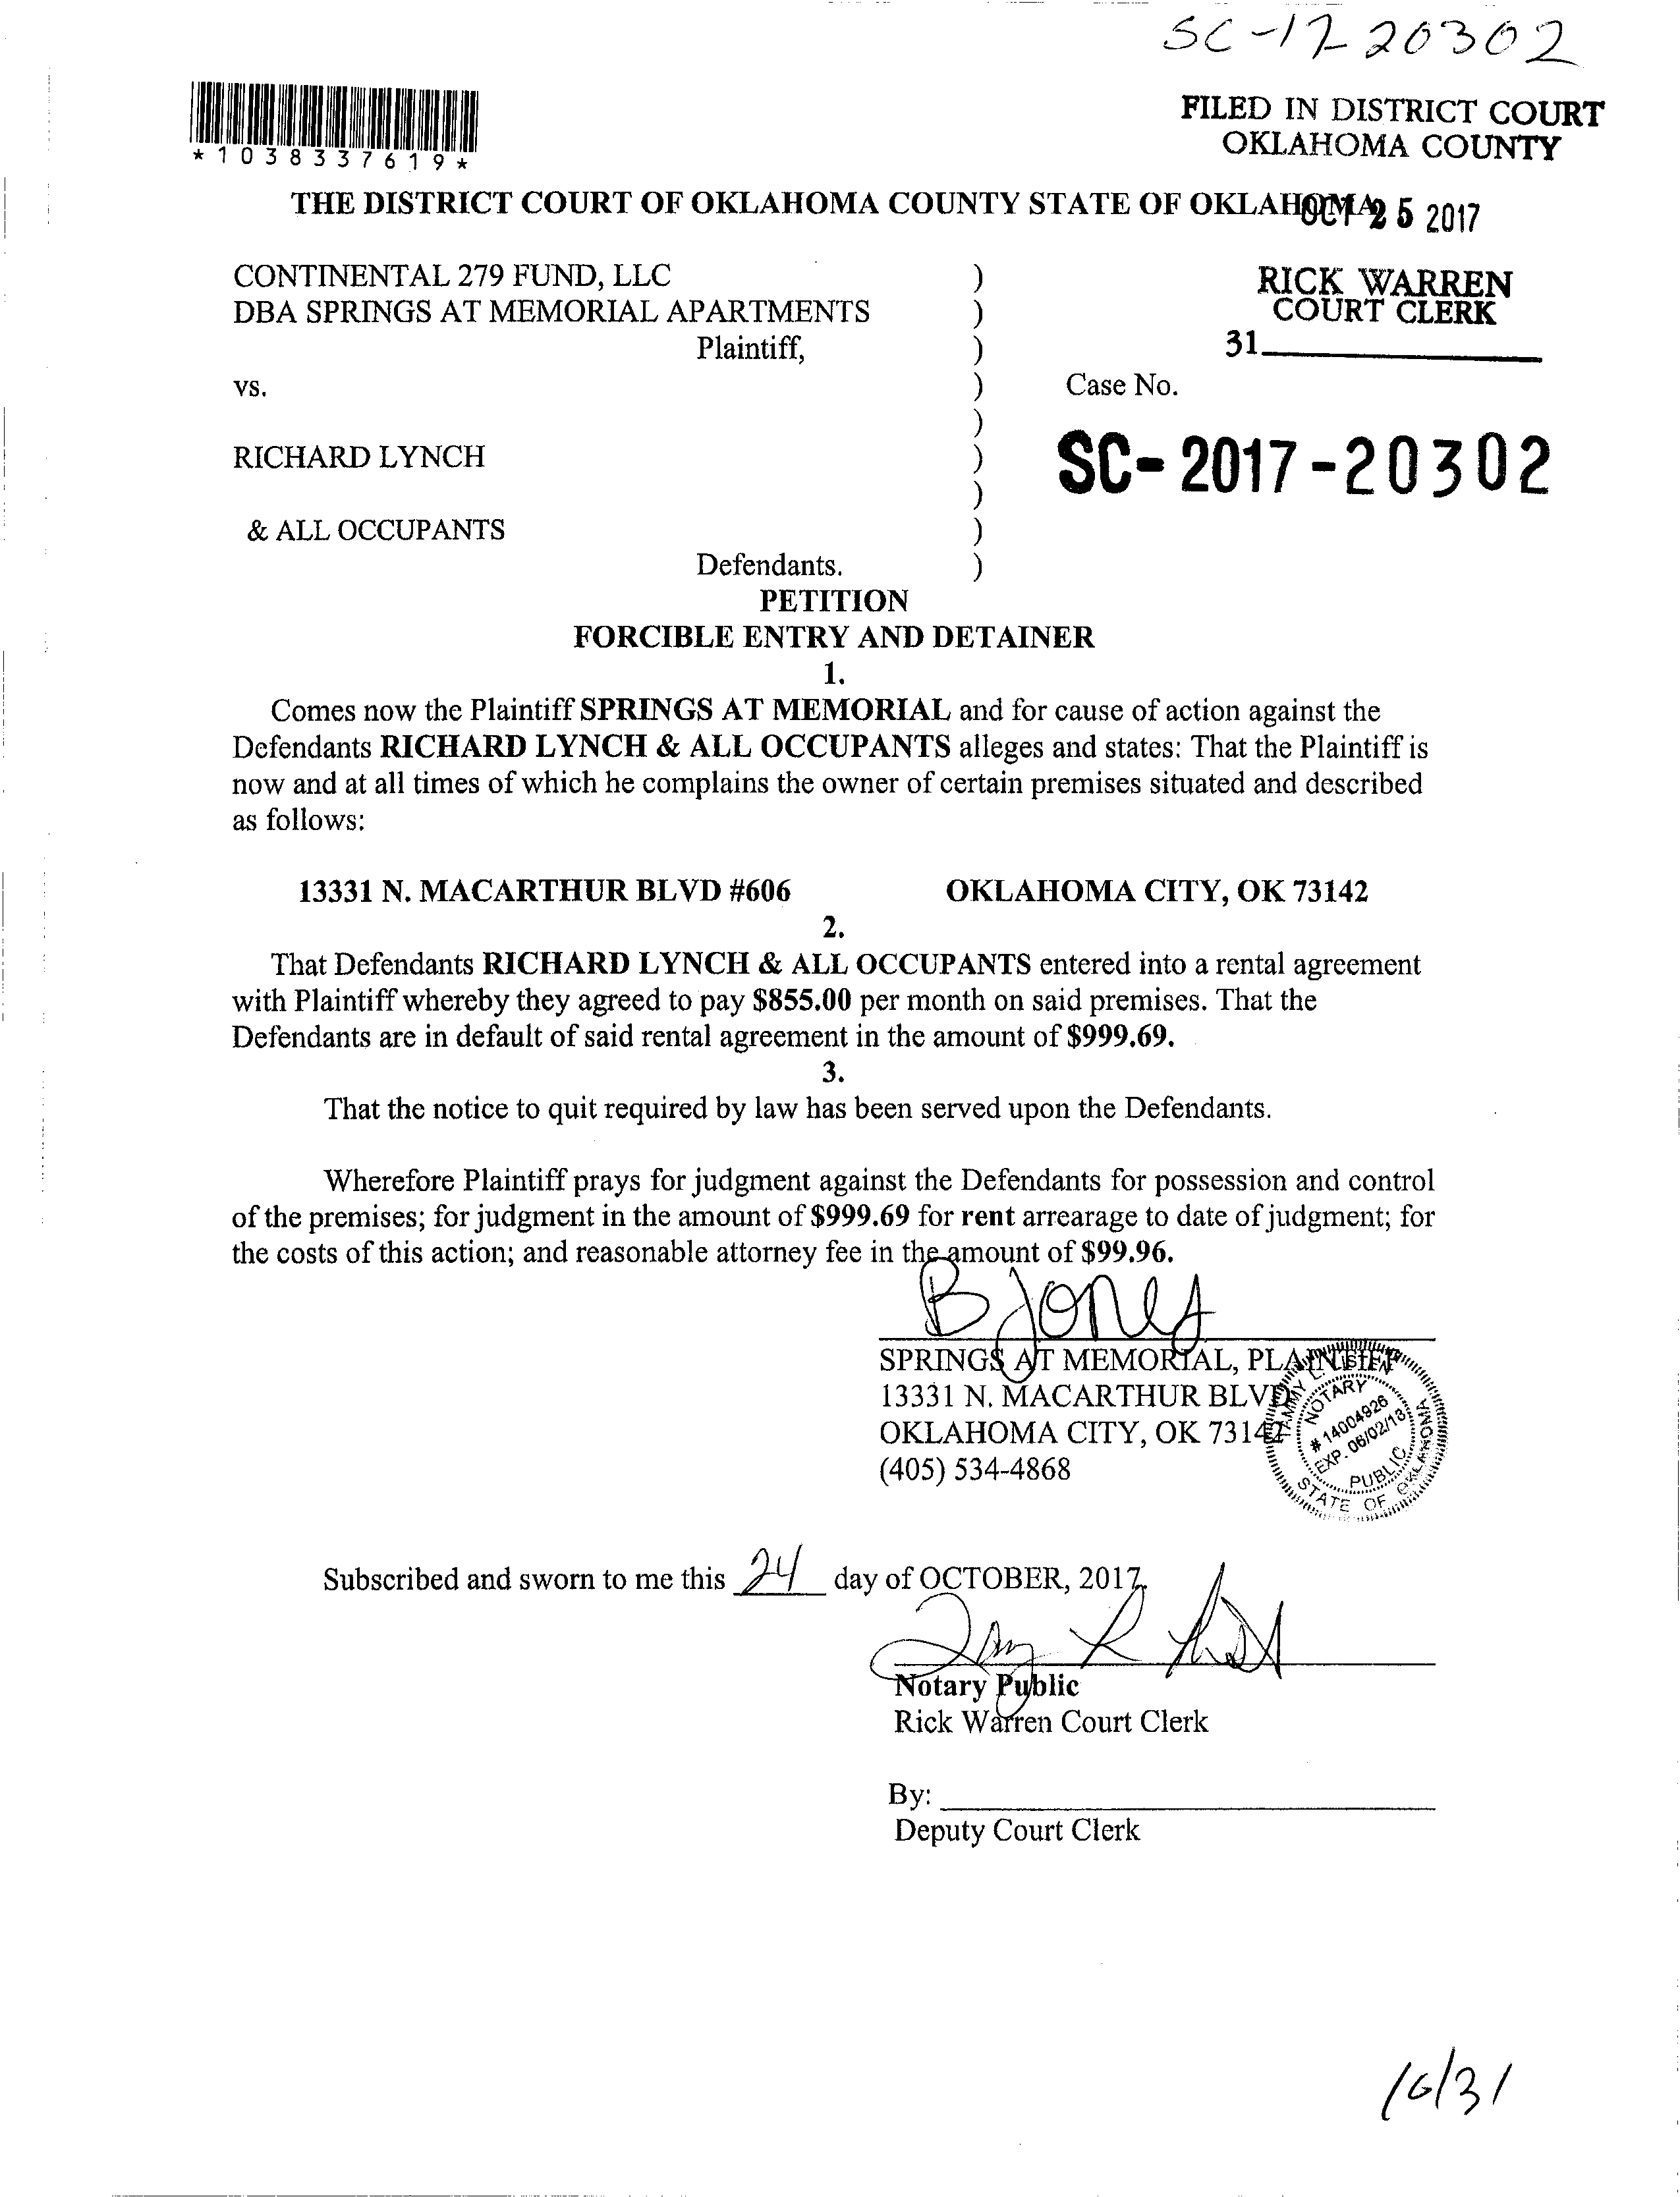 SC-17-20302
*1038337619*
FILED IN DISTRICT COURT
OKLAHOMA COUNTY
THE DISTRICT COURT OF OKLAHOMA COUNTY STATE OF OKLAHOMA
OCT 25 2017
CONTINENTAL 279 FUND, LLC )
DBA SPRINGS AT MEMORIAL APARTMENTS )
RICK WARREN
COURT CLERK
Plaintiff, )
31
vs. ) Case No.
)
RICHARD LYNCH )
SC-2017-20302
)
& ALL OCCUPANTS )
Defendants. )
PETITION
FORCIBLE ENTRY AND DETAINER
1.
Comes now the Plaintiff SPRINGS AT MEMORIAL and for cause of action against the
Defendants RICHARD LYNCH & ALL OCCUPANTS alleges and states: That the Plaintiff is
now and at all times of which he complains the owner of certain premises situated and described
as follows:
13331 N. MACARTHUR BLVD #606 OKLAHOMA CITY, OK 73142
2.
That Defendants RICHARD LYNCH & ALL OCCUPANTS entered into a rental agreement
with Plaintiff whereby they agreed to pay $855.00 per month on said premises. That the
Defendants are in default of said rental agreement in the amount of $999.69.
3.
That the notice to quit required by law has been served upon the Defendants.
Wherefore Plaintiff prays for judgment against the Defendants for possession and control
of the premises; for judgment in the amount of $999.69 for rent arrearage to date of judgment; for
the costs of this action; and reasonable attorney fee in the amount of $99.96.
B Jones
SPRINGS AT MEMORIAL, PLAINTIFF
13331 N. MACARTHUR BLVD
OKLAHOMA CITY, OK 73142
(405) 534-4868
NOTARY
# 14004926
EXP. 06/02/18
PUBLIC
STATE OF OKLAHOMA
Subscribed and sworn to me this 24 day of OCTOBER, 2017.
Notary Public
Rick Warren Court Clerk
By:
Deputy Court Clerk
10/31